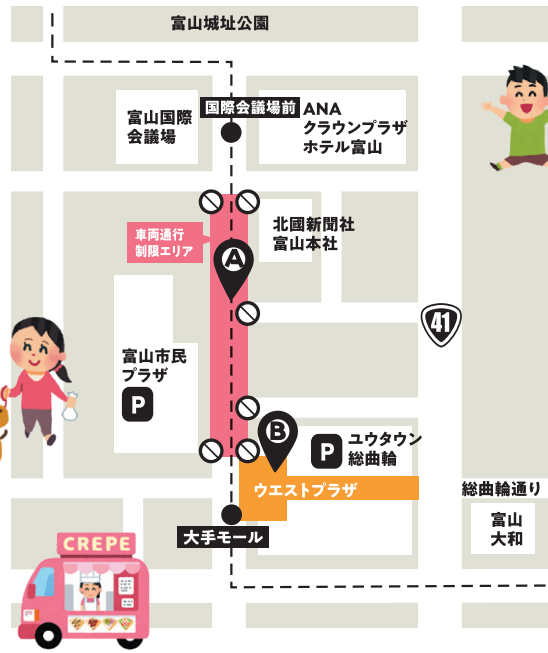 富山城址公園
富山国際
会議場
国際会議場前
ANA
クラウンプラザ
ホテル富山
車両通行
制限エリア
北國新聞社
富山本社
A
41
富山市民
プラザ
P
B
P
ユウタウン
総曲輪
ウエストプラザ
総曲輪通り
大手モール
富山
大和
CREPE